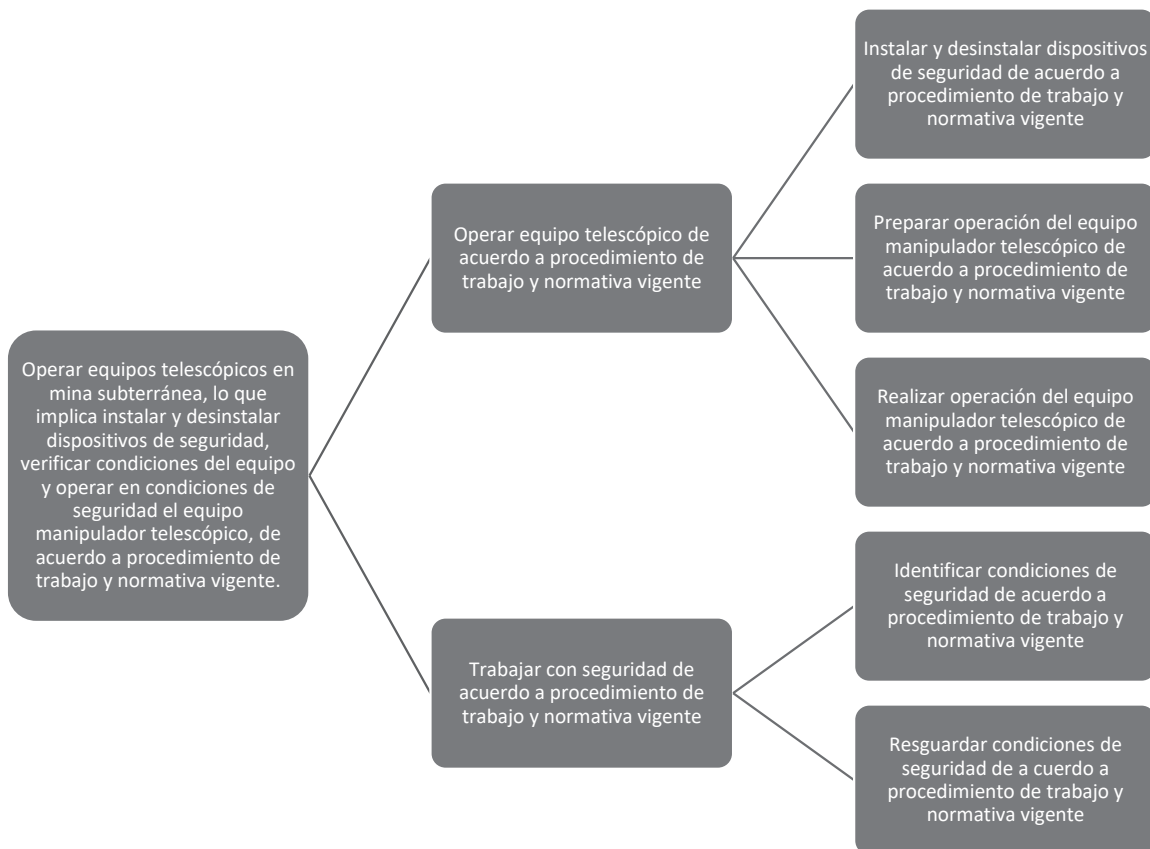 Operar equipos telescópicos en
mina subterránea, lo que
implica instalar y desinstalar
dispositivos de seguridad,
verificar condiciones del equipo
y operar en condiciones de
seguridad el equipo
manipulador telescópico, de
acuerdo a procedimiento de
trabajo y normativa vigente.
Operar equipo telescópico de
acuerdo a procedimiento de
trabajo y normativa vigente
Instalar y desinstalar dispositivos
de seguridad de acuerdo a
procedimiento de trabajo y
normativa vigente
Preparar operación del equipo
manipulador telescópico de
acuerdo a procedimiento de
trabajo y normativa vigente
Realizar operación del equipo
manipulador telescópico de
acuerdo a procedimiento de
trabajo y normativa vigente
Trabajar con seguridad de
acuerdo a procedimiento de
trabajo y normativa vigente
Identificar condiciones de
seguridad de acuerdo a
procedimiento de trabajo y
normativa vigente
Resguardar condiciones de
seguridad de a cuerdo a
procedimiento de trabajo y
normativa vigente